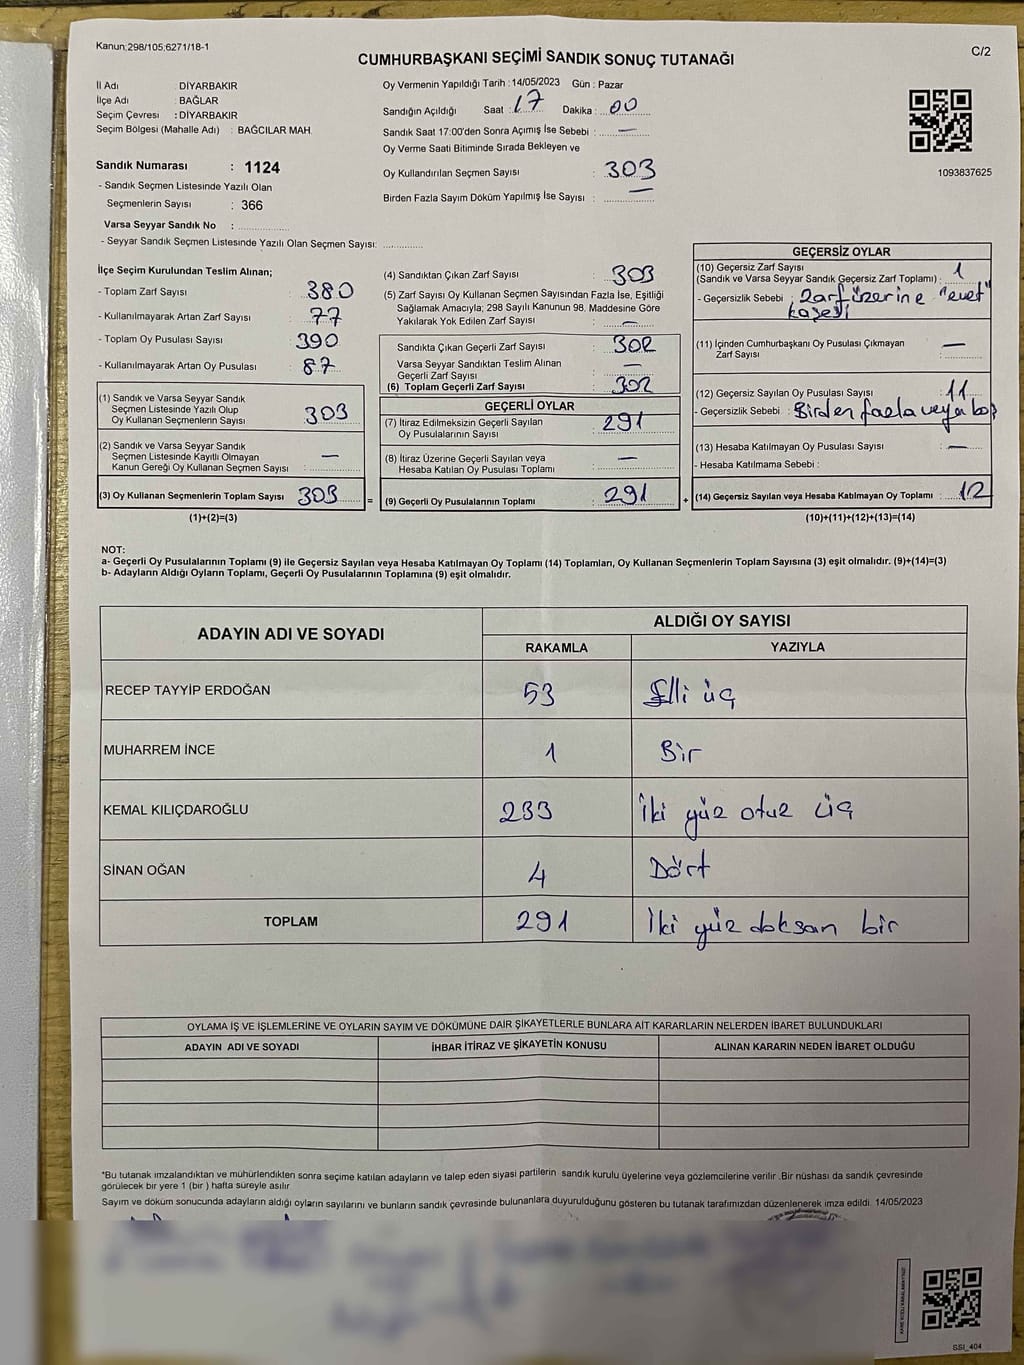 Kanun:298/105;6271/18-1
CUMHURBAŞKANI SEÇİMİ SANDIK SONUÇ TUTANAĞI
C/2
İl Adı : DİYARBAKIR
İlçe Adı : BAĞLAR
Seçim Çevresi : DİYARBAKIR
Seçim Bölgesi (Mahalle Adı) : BAĞCILAR MAH.
Sandık Numarası : 1124
- Sandık Seçmen Listesinde Yazılı Olan
Seçmenlerin Sayısı : 366
Varsa Seyyar Sandık No :
- Seyyar Sandık Seçmen Listesinde Yazılı Olan Seçmen Sayısı:
Oy Vermenin Yapıldığı Tarih : 14/05/2023 Gün : Pazar
Sandığın Açıldığı Saat : 17 Dakika : 00
Sandık Saat 17:00'den Sonra Açımış İse Sebebi : —
Oy Verme Saati Bitiminde Sırada Bekleyen ve
Oy Kullandırılan Seçmen Sayısı : 303
Birden Fazla Sayım Döküm Yapılmış İse Sayısı : —
1093837625
İlçe Seçim Kurulundan Teslim Alınan;
- Toplam Zarf Sayısı : 380
- Kullanılmayarak Artan Zarf Sayısı : 77
- Toplam Oy Pusulası Sayısı : 390
- Kullanılmayarak Artan Oy Pusulası : 87
(1) Sandık ve Varsa Seyyar Sandık
Seçmen Listesinde Yazılı Olup
Oy Kullanan Seçmenlerin Sayısı : 303
(2) Sandık ve Varsa Seyyar Sandık
Seçmen Listesinde Kayıtlı Olmayan
Kanun Gereği Oy Kullanan Seçmen Sayısı : —
(3) Oy Kullanan Seçmenlerin Toplam Sayısı 303 =
(1)+(2)=(3)
(4) Sandıktan Çıkan Zarf Sayısı : 303
(5) Zarf Sayısı Oy Kullanan Seçmen Sayısından Fazla İse, Eşitliği
Sağlamak Amacıyla; 298 Sayılı Kanunun 98. Maddesine Göre
Yakılarak Yok Edilen Zarf Sayısı : —
Sandıkta Çıkan Geçerli Zarf Sayısı : 302
Varsa Seyyar Sandıktan Teslim Alınan
Geçerli Zarf Sayısı : —
(6) Toplam Geçerli Zarf Sayısı : 302
GEÇERLİ OYLAR
(7) İtiraz Edilmeksizin Geçerli Sayılan
Oy Pusulalarının Sayısı : 291
(8) İtiraz Üzerine Geçerli Sayılan veya
Hesaba Katılan Oy Pusulası Toplamı : —
(9) Geçerli Oy Pusulalarının Toplamı : 291 +
GEÇERSİZ OYLAR
(10) Geçersiz Zarf Sayısı
(Sandık ve Varsa Seyyar Sandık Geçersiz Zarf Toplamı) : 1
- Geçersizlik Sebebi : Zarf üzerine "evet"
kaşesi
(11) İçinden Cumhurbaşkanı Oy Pusulası Çıkmayan
Zarf Sayısı : —
(12) Geçersiz Sayılan Oy Pusulası Sayısı : 11
- Geçersizlik Sebebi : Birden fazla veya boş
(13) Hesaba Katılmayan Oy Pusulası Sayısı : —
- Hesaba Katılmama Sebebi :
(14) Geçersiz Sayılan veya Hesaba Katılmayan Oy Toplamı : 12
(10)+(11)+(12)+(13)=(14)
NOT:
a- Geçerli Oy Pusulalarının Toplamı (9) ile Geçersiz Sayılan veya Hesaba Katılmayan Oy Toplamı (14) Toplamları, Oy Kullanan Seçmenlerin Toplam Sayısına (3) eşit olmalıdır. (9)+(14)=(3)
b- Adayların Aldığı Oyların Toplamı, Geçerli Oy Pusulalarının Toplamına (9) eşit olmalıdır.
ADAYIN ADI VE SOYADI ALDIĞI OY SAYISI
RAKAMLA YAZIYLA
RECEP TAYYİP ERDOĞAN 53 Elli üç
MUHARREM İNCE 1 Bir
KEMAL KILIÇDAROĞLU 233 İki yüz otuz üç
SİNAN OĞAN 4 Dört
TOPLAM 291 İki yüz doksan bir
OYLAMA İŞ VE İŞLEMLERİNE VE OYLARIN SAYIM VE DÖKÜMÜNE DAİR ŞİKAYETLERLE BUNLARA AİT KARARLARIN NELERDEN İBARET BULUNDUKLARI
ADAYIN ADI VE SOYADI İHBAR İTİRAZ VE ŞİKAYETİN KONUSU ALINAN KARARIN NEDEN İBARET OLDUĞU
*Bu tutanak imzalandıktan ve mühürlendikten sonra seçime katılan adayların ve talep eden siyasi partilerin sandık kurulu üyelerine veya gözlemcilerine verilir. Bir nüshası da sandık çevresinde
görülecek bir yere 1 (bir) hafta süreyle asılır.
Sayım ve döküm sonucunda adayların aldığı oyların sayılarını ve bunların sandık çevresinde bulunanlara duyurulduğunu gösteren bu tutanak tarafımızdan düzenlenerek imza edildi. 14/05/2023
SSI_404